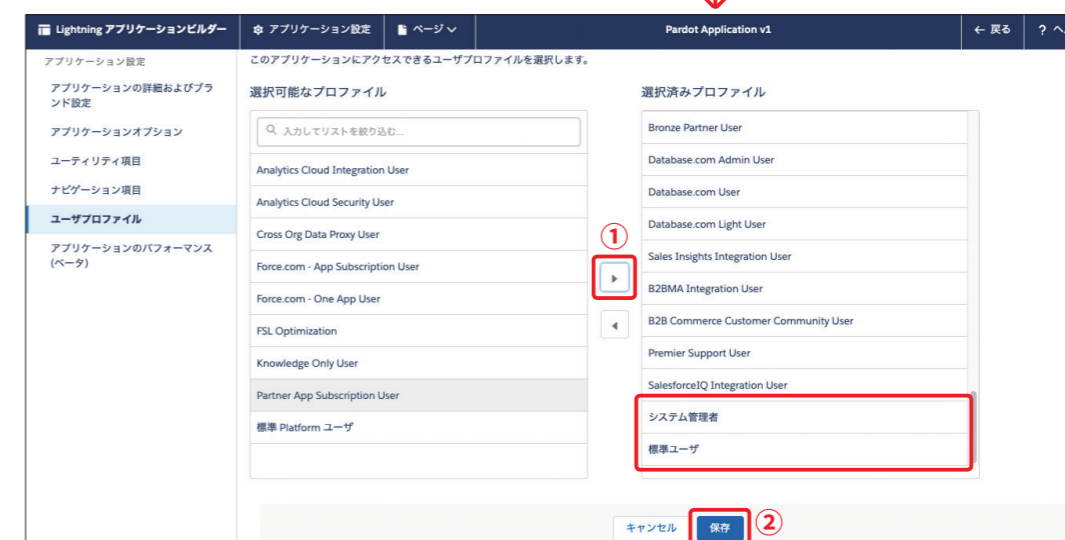 Lightning アプリケーションビルダー
アプリケーション設定
ページ
Pardot Application v1
← 戻る
?
アプリケーション設定
アプリケーションの詳細およびブラ
ンド設定
アプリケーションオプション
ユーティリティ項目
ナビゲーション項目
ユーザプロファイル
アプリケーションのパフォーマンス
(ベータ)
このアプリケーションにアクセスできるユーザプロファイルを選択します。
選択可能なプロファイル
入力してリストを絞り込む...
Analytics Cloud Integration User
Analytics Cloud Security User
Cross Org Data Proxy User
Force.com - App Subscription User
Force.com - One App User
FSL Optimization
Knowledge Only User
Partner App Subscription User
標準 Platform ユーザ
①
選択済みプロファイル
Bronze Partner User
Database.com Admin User
Database.com User
Database.com Light User
Sales Insights Integration User
B2BMA Integration User
B2B Commerce Customer Community User
Premier Support User
SalesforceIQ Integration User
システム管理者
標準ユーザ
キャンセル
保存
②